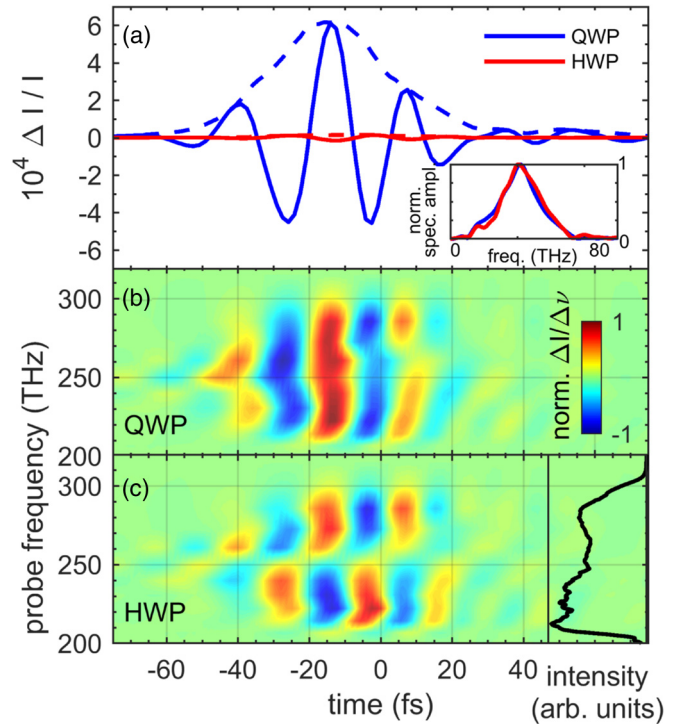 (a)
QWP
HWP
6
4
2
0
-2
-4
-6
10⁴ Δ I / I
1
0
norm.
spec. ampl
0
80
freq. (THz)
(b)
300
250
200
QWP
norm. ΔI/Δν
1
-1
(c)
300
250
200
HWP
probe frequency (THz)
-60
-40
-20
0
20
40
time (fs)
intensity
(arb. units)